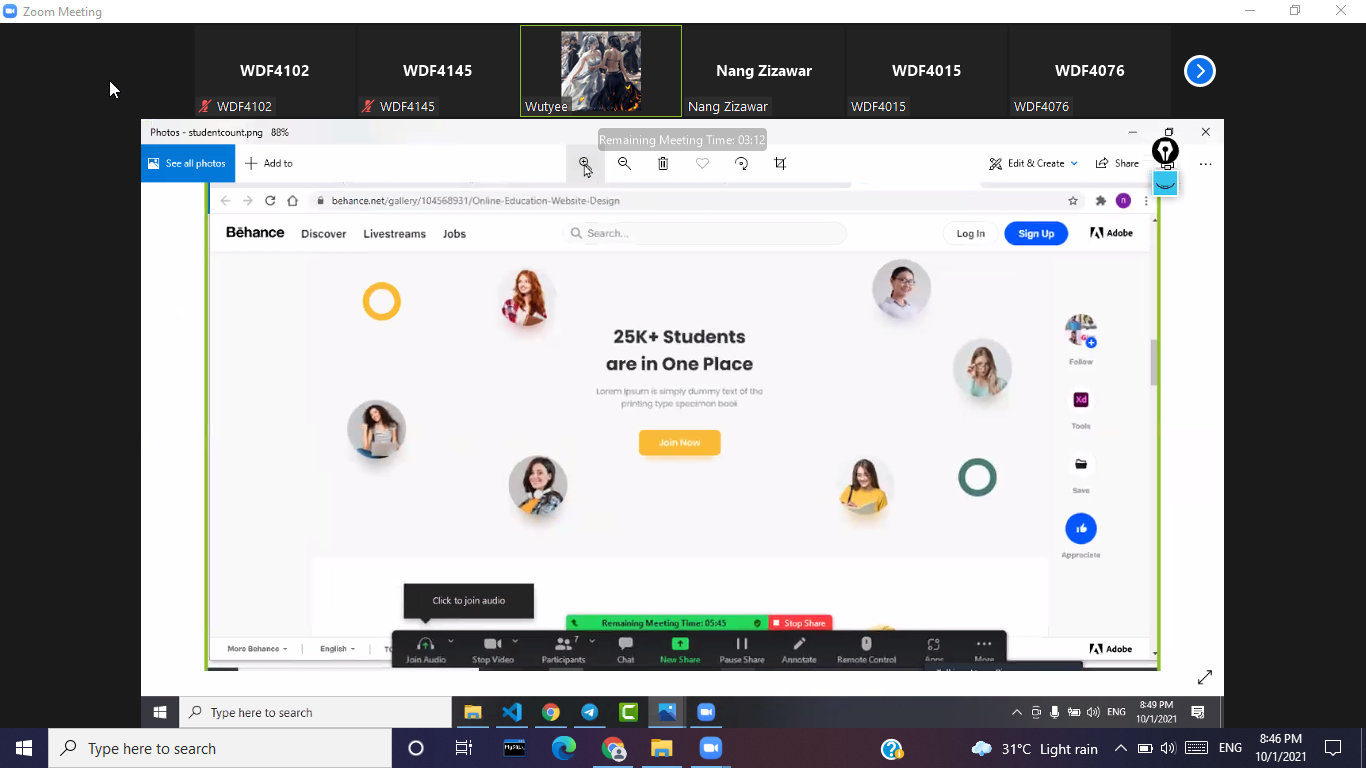 Zoom Meeting
WDF4102
WDF4145
Nang Zizawar
WDF4015
WDF4076
WDF4102
WDF4145
Wutyee
Nang Zizawar
WDF4015
WDF4076
Photos - studentcount.png 88%
Remaining Meeting Time: 03:12
See all photos
Add to
Edit & Create
Share
behance.net/gallery/104568931/Online-Education-Website-Design
n
Bēhance
Discover
Livestreams
Jobs
Search...
Log In
Sign Up
Adobe
25K+ Students
are in One Place
Lorem Ipsum is simply dummy text of the
printing type specimen book
Join Now
Follow
Xd
Tools
Save
Appreciate
Click to join audio
Remaining Meeting Time: 05:45
Stop Share
More Behance
English
Join Audio
Stop Video
7
Participants
Chat
New Share
Pause Share
Annotate
Remote Control
Apps
More
Adobe
Type here to search
ENG
8:49 PM
10/1/2021
Type here to search
MySQL
31°C Light rain
ENG
8:46 PM
10/1/2021